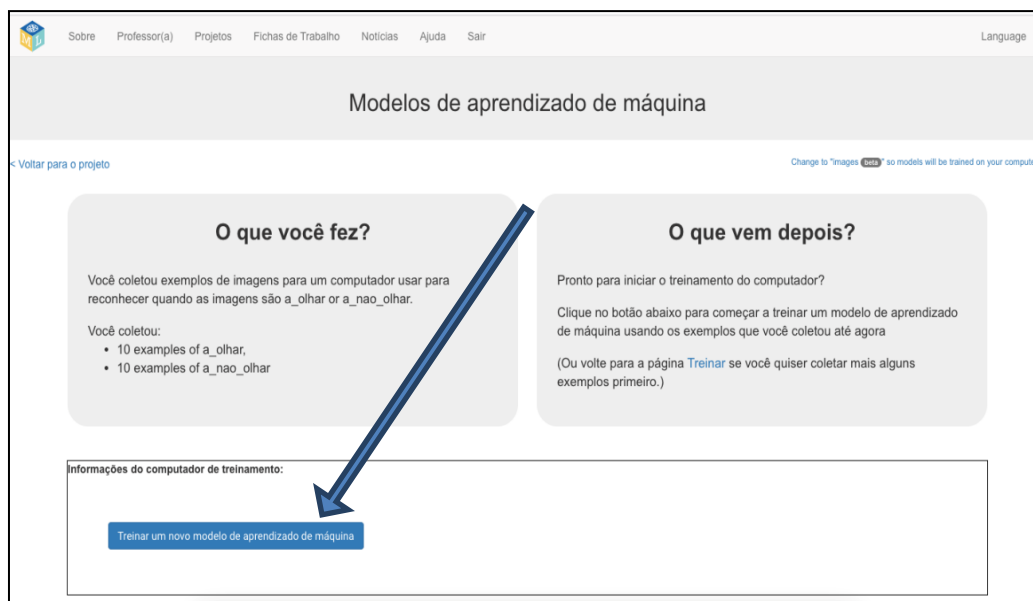 Sobre Professor(a) Projetos Fichas de Trabalho Notícias Ajuda Sair Language
Modelos de aprendizado de máquina
< Voltar para o projeto
Change to "images beta" so models will be trained on your compute
O que você fez?
Você coletou exemplos de imagens para um computador usar para
reconhecer quando as imagens são a_olhar or a_nao_olhar.
Você coletou:
• 10 examples of a_olhar,
• 10 examples of a_nao_olhar
O que vem depois?
Pronto para iniciar o treinamento do computador?
Clique no botão abaixo para começar a treinar um modelo de aprendizado
de máquina usando os exemplos que você coletou até agora
(Ou volte para a página Treinar se você quiser coletar mais alguns
exemplos primeiro.)
Informações do computador de treinamento:
Treinar um novo modelo de aprendizado de máquina